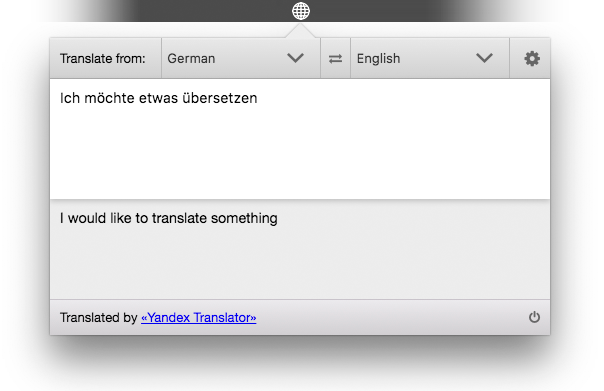 Translate from: German English
Ich möchte etwas übersetzen
I would like to translate something
Translated by «Yandex Translator»